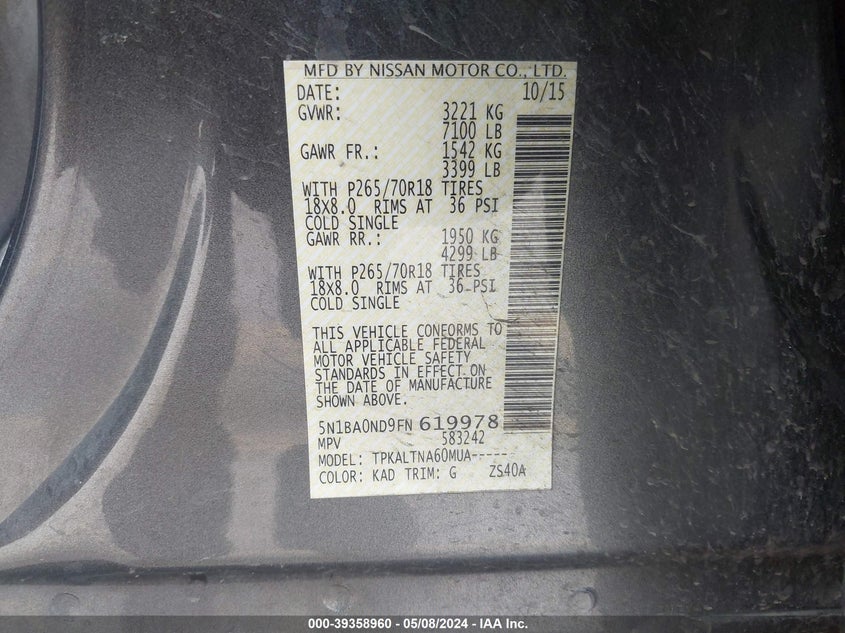 MFD BY NISSAN MOTOR CO., LTD.
DATE: 10/15
GVWR: 3221 KG
7100 LB
GAWR FR.: 1542 KG
3399 LB
WITH P265/70R18 TIRES
18X8.0 RIMS AT 36 PSI
COLD SINGLE
GAWR RR.: 1950 KG
4299 LB
WITH P265/70R18 TIRES
18X8.0 RIMS AT 36 PSI
COLD SINGLE
THIS VEHICLE CONFORMS TO
ALL APPLICABLE FEDERAL
MOTOR VEHICLE SAFETY
STANDARDS IN EFFECT ON
THE DATE OF MANUFACTURE
SHOWN ABOVE.
5N1BA0ND9FN 619978
MPV 583242
MODEL: TPKALTNA60MUA-----
COLOR: KAD TRIM: G ZS40A
000-39358960 - 05/08/2024 - IAA Inc.